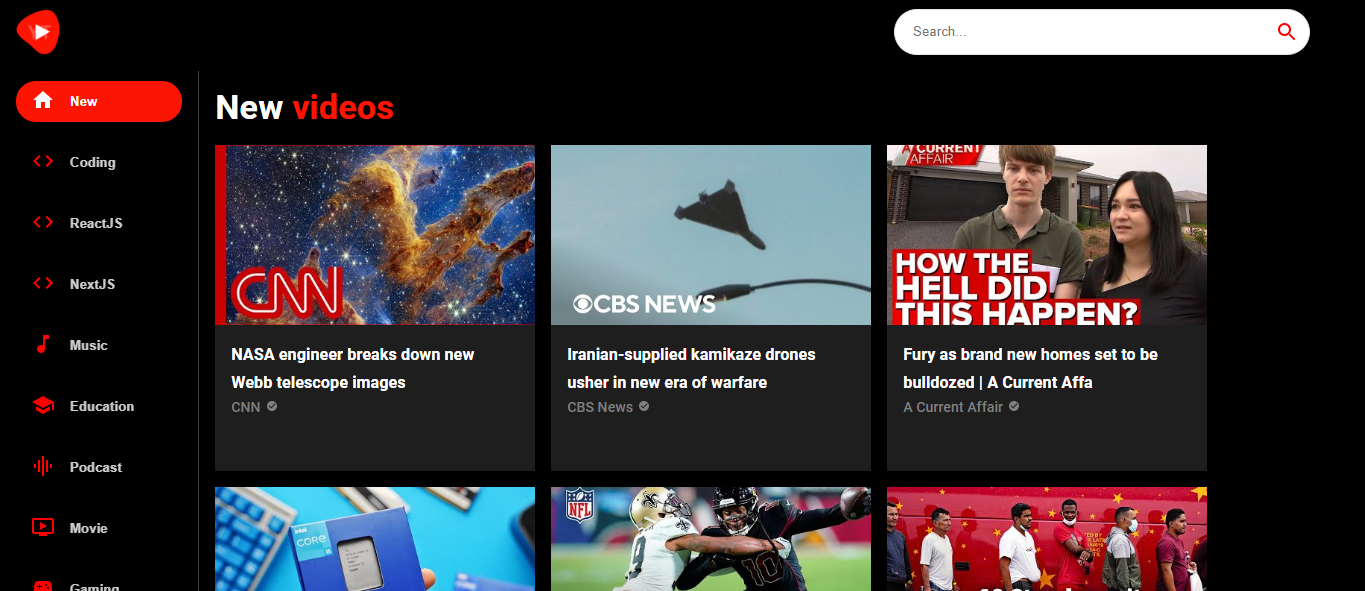 Search...
New
Coding
ReactJS
NextJS
Music
Education
Podcast
Movie
Gaming
New videos
CNN
CBS NEWS
A CURRENT
AFFAIR
HOW THE
HELL DID
THIS HAPPEN?
NASA engineer breaks down new
Webb telescope images
CNN
Iranian-supplied kamikaze drones
usher in new era of warfare
CBS News
Fury as brand new homes set to be
bulldozed | A Current Affa
A Current Affair
intel
CORE
NFL
10